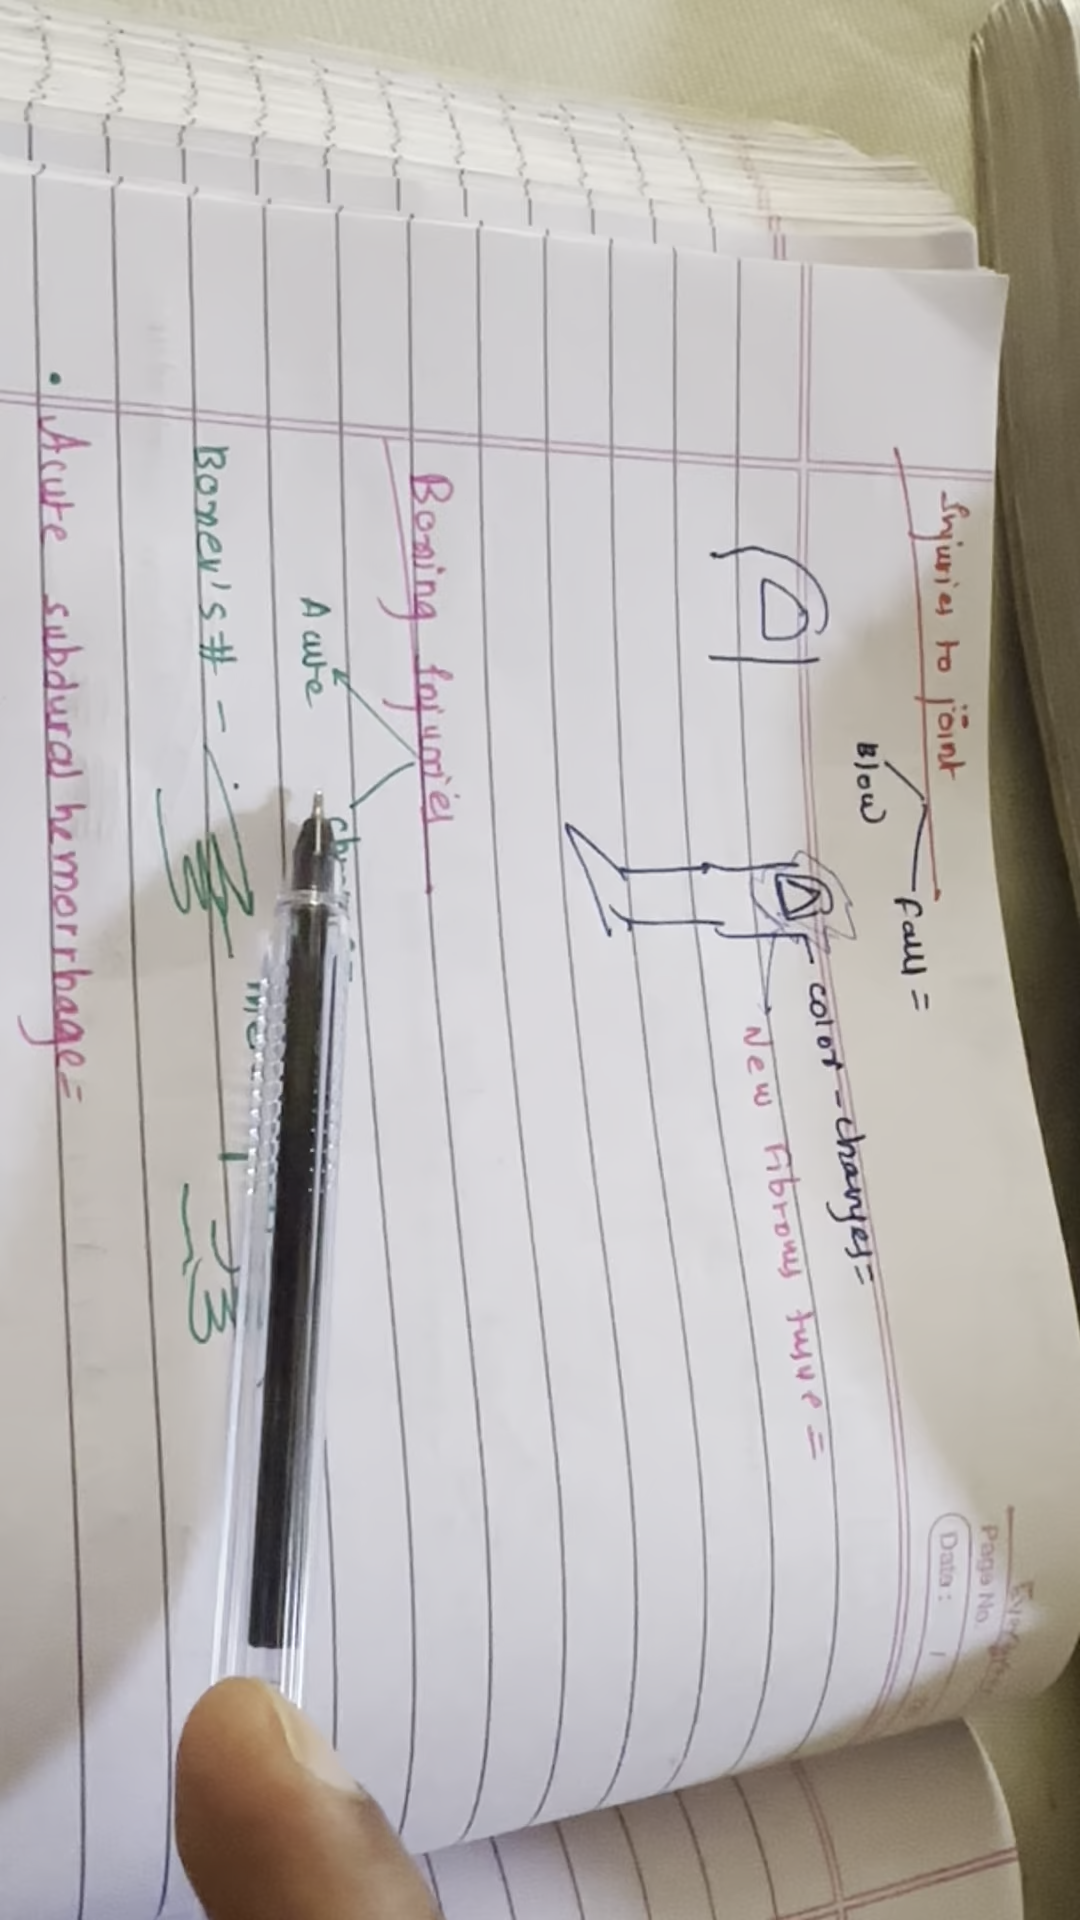 Page No.
Date:
Injuries to joint
Blow
fall =
color - changes =
New Fibrous tissue =
Boxing Injuries
Acute
Boxer's # -
• Acute subdural hemorrhage =